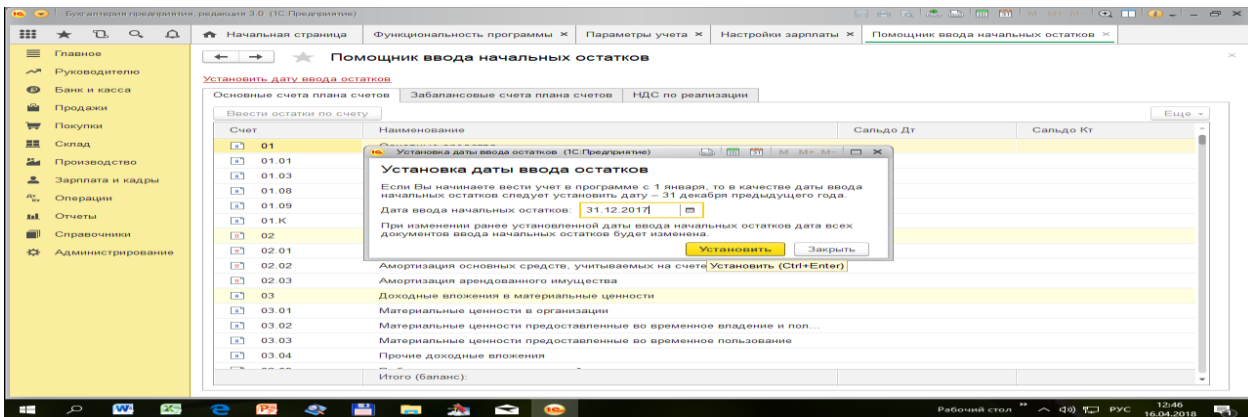 Бухгалтерия предприятия, редакция 3.0 (1С:Предприятие)
M M+ M-
Начальная страница
Функциональность программы ×
Параметры учета ×
Настройки зарплаты ×
Помощник ввода начальных остатков ×
Главное
Руководителю
Банк и касса
Продажи
Покупки
Склад
Производство
Зарплата и кадры
Операции
Отчеты
Справочники
Администрирование
Помощник ввода начальных остатков
Установить дату ввода остатков
Основные счета плана счетов
Забалансовые счета плана счетов
НДС по реализации
Ввести остатки по счету
Еще
Счет Наименование Сальдо Дт Сальдо Кт
01
01.01
01.03
01.08
01.09
01.К
02
02.01
02.02 Амортизация основных средств, учитываемых на счете
02.03 Амортизация арендованного имущества
03 Доходные вложения в материальные ценности
03.01 Материальные ценности в организации
03.02 Материальные ценности предоставленные во временное владение и пол...
03.03 Материальные ценности предоставленные во временное пользование
03.04 Прочие доходные вложения
Итого (баланс):
Установка даты ввода остатков (1С:Предприятие)
M M+ M-
Установка даты ввода остатков
Если Вы начинаете вести учет в программе с 1 января, то в качестве даты ввода
начальных остатков следует установить дату – 31 декабря предыдущего года.
Дата ввода начальных остатков: 31.12.2017
При изменении ранее установленной даты ввода начальных остатков дата всех
документов ввода начальных остатков будет изменена.
Установить Закрыть
Установить (Ctrl+Enter)
Рабочий стол
РУС
12:46
16.04.2018